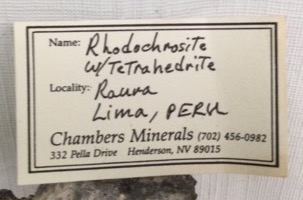 Name: Rhodochrosite
w/Tetrahedrite
Locality: Raura
Lima, PERU
Chambers Minerals (702) 456-0982
332 Pella Drive Henderson, NV 89015